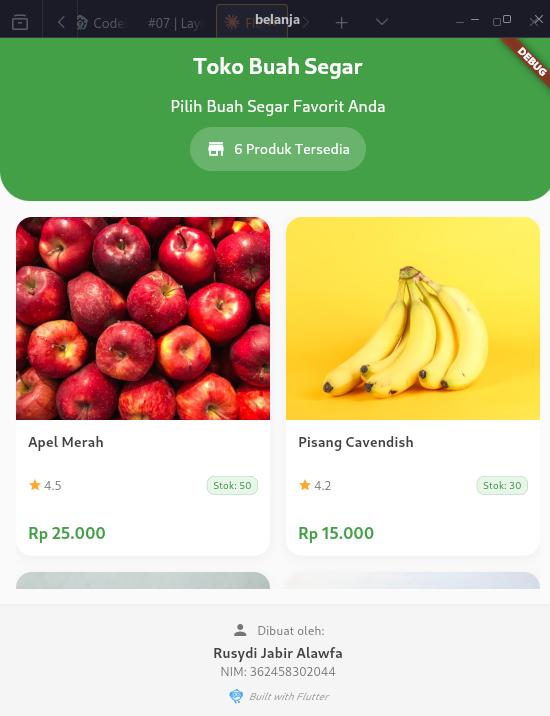 Code
#07 | Lay
belanja
DEBUG
Toko Buah Segar
Pilih Buah Segar Favorit Anda
6 Produk Tersedia
Apel Merah
4.5
Stok: 50
Rp 25.000
Pisang Cavendish
4.2
Stok: 30
Rp 15.000
Dibuat oleh:
Rusydi Jabir Alawfa
NIM: 362458302044
Built with Flutter